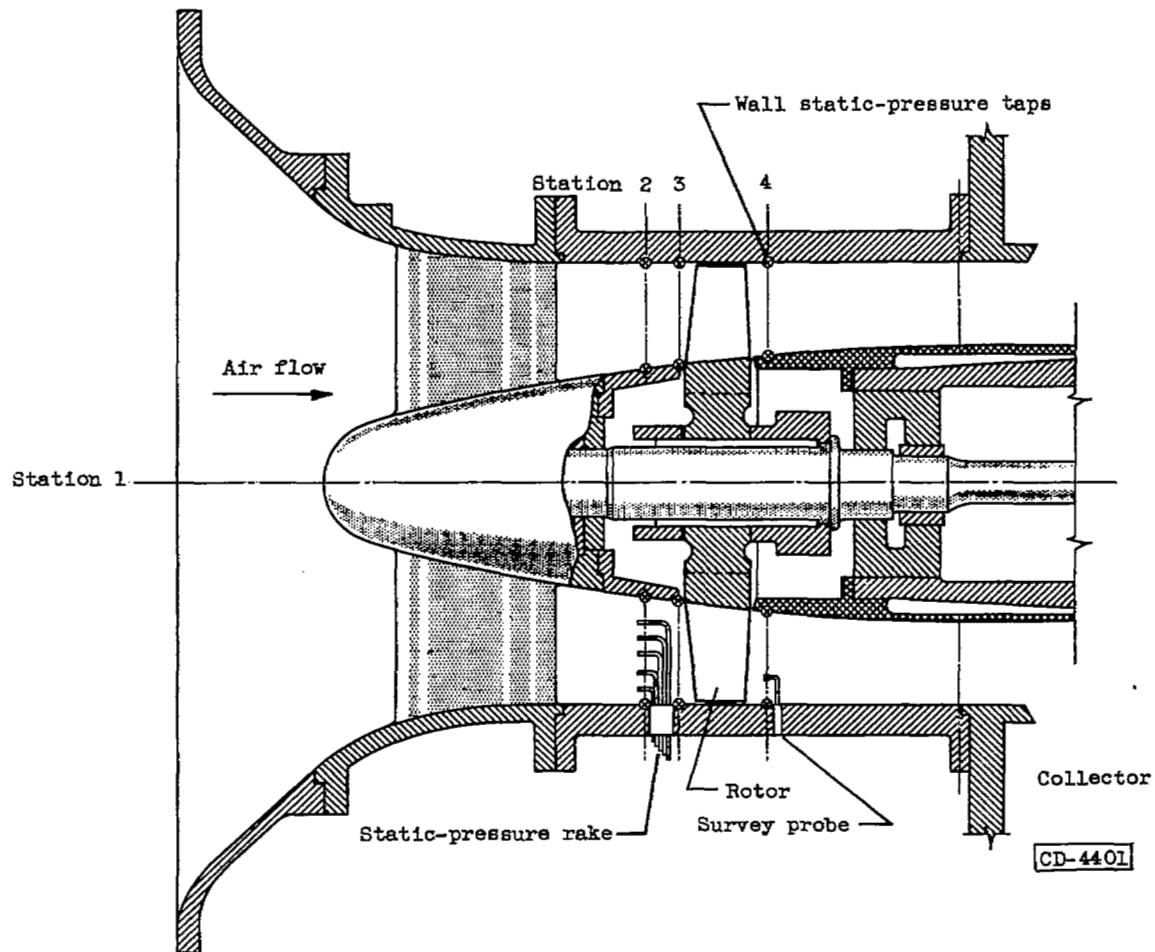 Wall static-pressure taps
Station 2 3 4
Air flow
Station 1
Rotor
Collector
Static-pressure rake
Survey probe
CD-4401